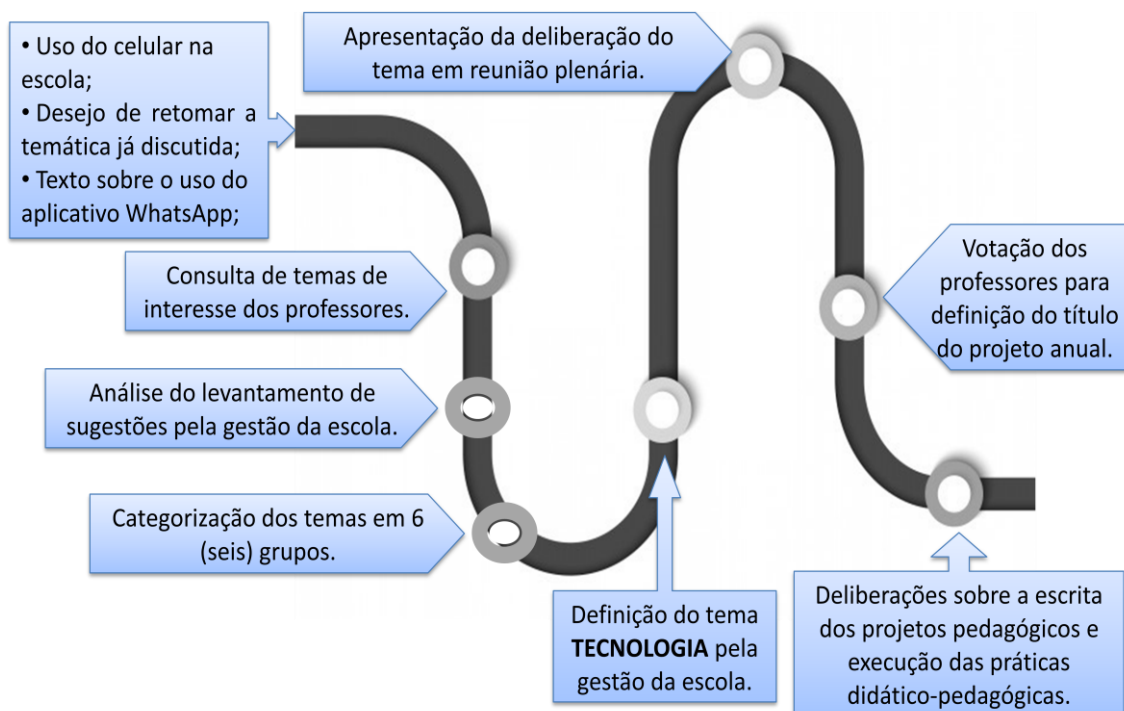 • Uso do celular na
escola;
• Desejo de retomar a
temática já discutida;
• Texto sobre o uso do
aplicativo WhatsApp;
Consulta de temas de
interesse dos professores.
Análise do levantamento de
sugestões pela gestão da escola.
Categorização dos temas em 6
(seis) grupos.
Definição do tema
TECNOLOGIA pela
gestão da escola.
Apresentação da deliberação do
tema em reunião plenária.
Votação dos
professores para
definição do título
do projeto anual.
Deliberações sobre a escrita
dos projetos pedagógicos e
execução das práticas
didático-pedagógicas.